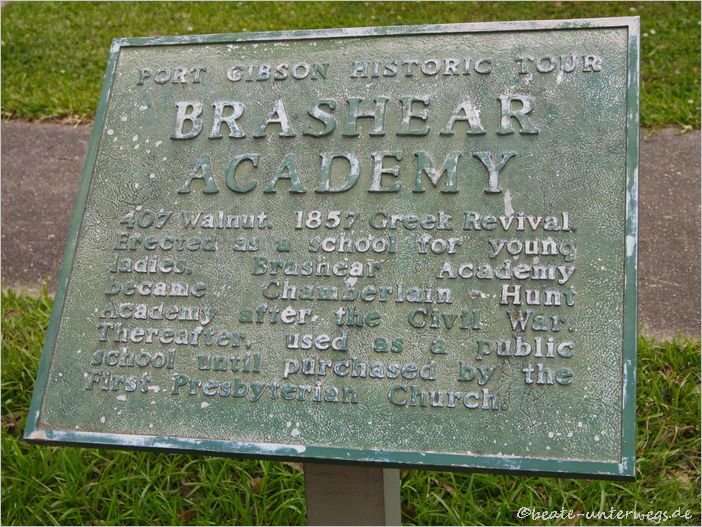 PORT GIBSON HISTORIC TOUR
BRASHEAR
ACADEMY
407 Walnut. 1857 Greek Revival.
Erected as a school for young
ladies. Brashear Academy
became Chamberlain - Hunt
Academy after the Civil War.
Thereafter, used as a public
school until purchased by the
First Presbyterian Church.
©beate-unterwegs.de